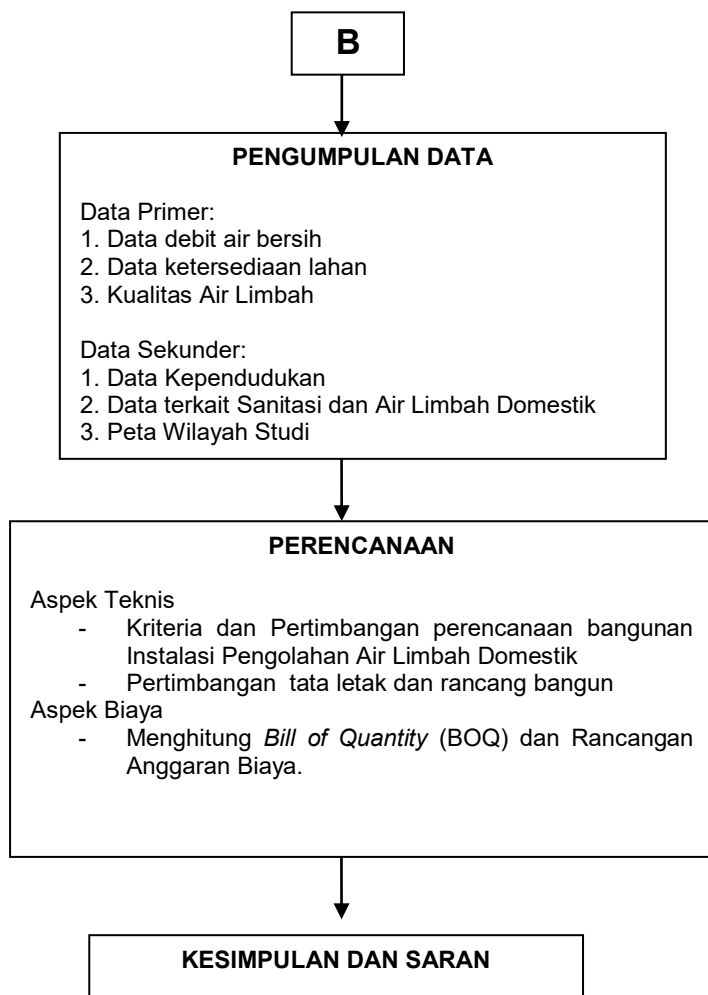 B
PENGUMPULAN DATA
Data Primer:
1. Data debit air bersih
2. Data ketersediaan lahan
3. Kualitas Air Limbah
Data Sekunder:
1. Data Kependudukan
2. Data terkait Sanitasi dan Air Limbah Domestik
3. Peta Wilayah Studi
PERENCANAAN
Aspek Teknis
- Kriteria dan Pertimbangan perencanaan bangunan
Instalasi Pengolahan Air Limbah Domestik
- Pertimbangan tata letak dan rancang bangun
Aspek Biaya
- Menghitung Bill of Quantity (BOQ) dan Rancangan
Anggaran Biaya.
KESIMPULAN DAN SARAN